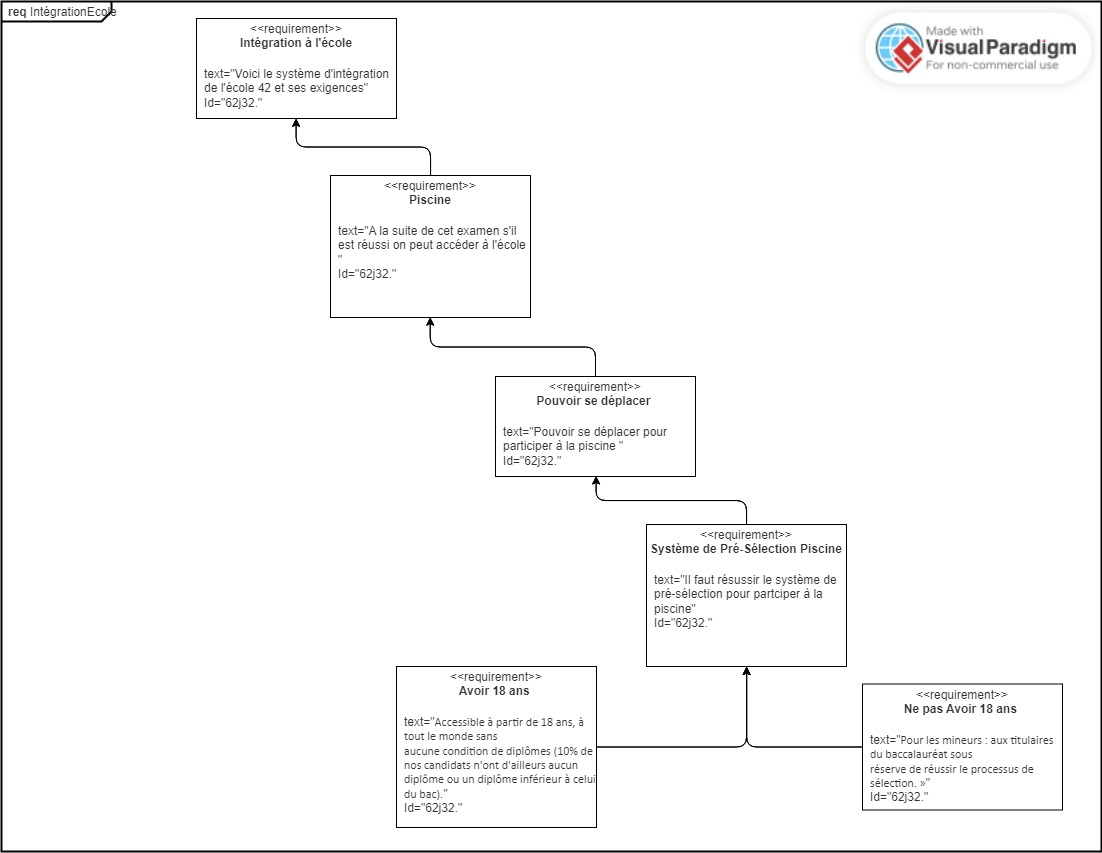 req IntégrationEcole
Made with
Visual Paradigm
For non-commercial use
<<requirement>>
Intégration à l'école
text="Voici le système d'intégration
de l'école 42 et ses exigences"
Id="62j32."
<<requirement>>
Piscine
text="A la suite de cet examen s'il
est réussi on peut accéder à l'école
"
Id="62j32."
<<requirement>>
Pouvoir se déplacer
text="Pouvoir se déplacer pour
participer à la piscine "
Id="62j32."
<<requirement>>
Système de Pré-Sélection Piscine
text="Il faut résussir le système de
pré-sélection pour partciper à la
piscine"
Id="62j32."
<<requirement>>
Avoir 18 ans
text="Accessible à partir de 18 ans, à
tout le monde sans
aucune condition de diplômes (10% de
nos candidats n'ont d'ailleurs aucun
diplôme ou un diplôme inférieur à celui
du bac)."
Id="62j32."
<<requirement>>
Ne pas Avoir 18 ans
text="Pour les mineurs : aux titulaires
du baccalauréat sous
réserve de réussir le processus de
sélection. »"
Id="62j32."